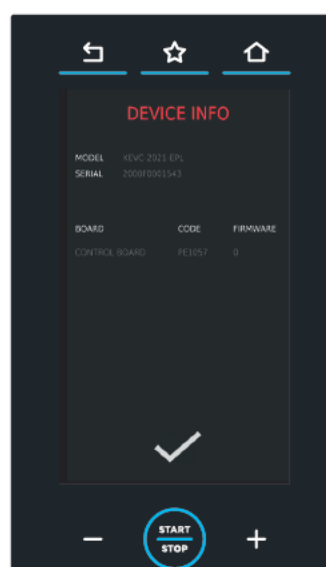 DEVICE INFO
MODEL XEVC-2021-EPL
SERIAL 2000F0001543
BOARD CODE FIRMWARE
CONTROL BOARD PE1057 0
START
STOP